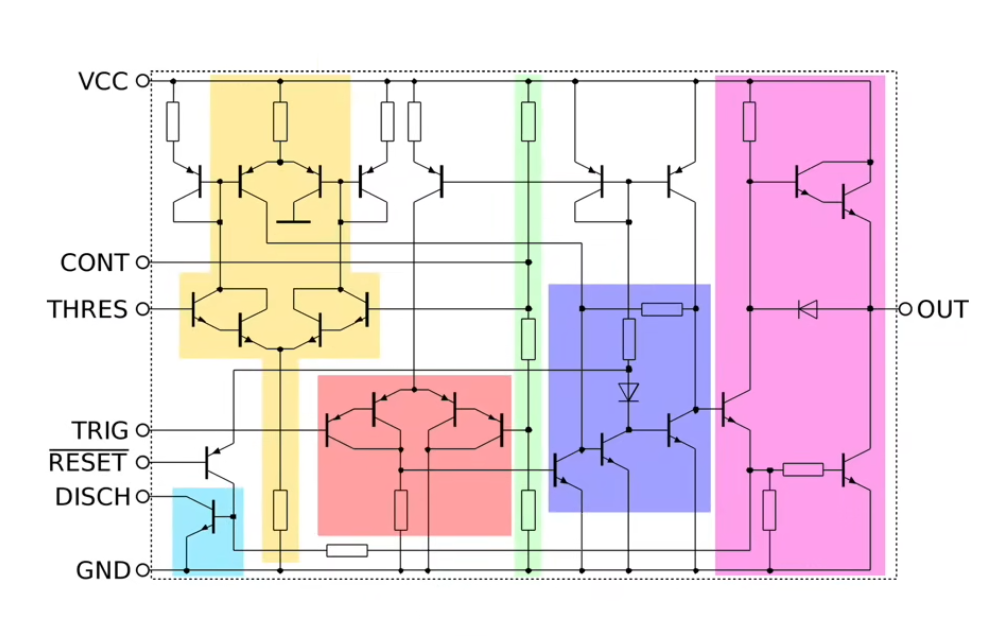 VCC
CONT
THRES
OUT
TRIG
RESET
DISCH
GND